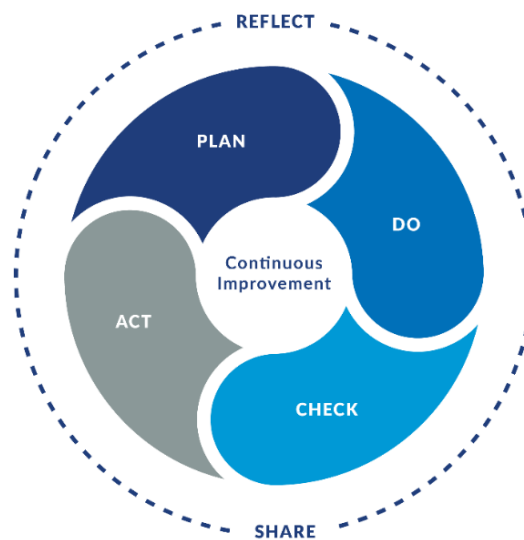 REFLECT
PLAN
DO
Continuous
Improvement
ACT
CHECK
SHARE